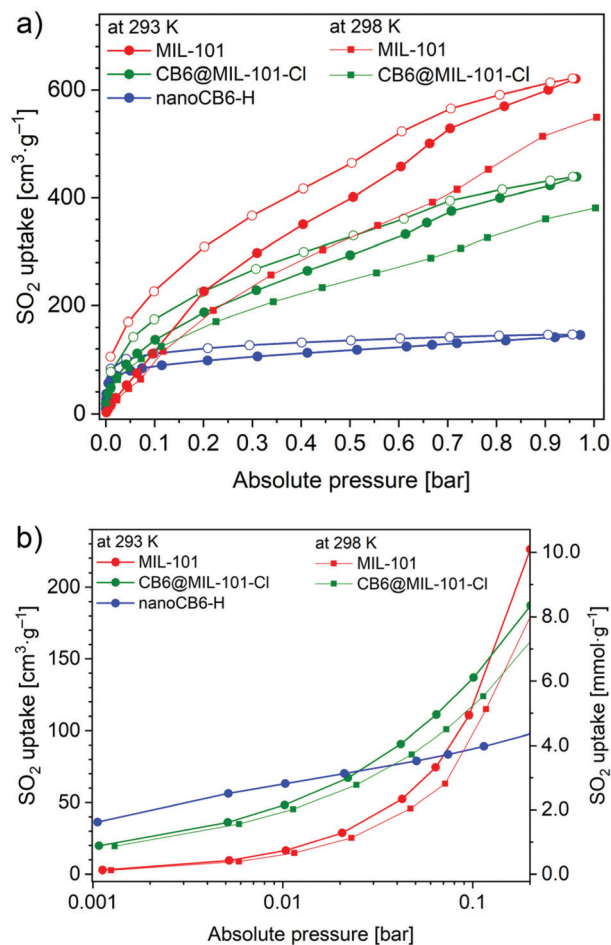 a)
at 293 K
at 298 K
MIL-101
MIL-101
CB6@MIL-101-Cl
CB6@MIL-101-Cl
nanoCB6-H
SO₂ uptake [cm³·g⁻¹]
600
400
200
0
0.0 0.1 0.2 0.3 0.4 0.5 0.6 0.7 0.8 0.9 1.0
Absolute pressure [bar]
b)
at 293 K
at 298 K
MIL-101
MIL-101
CB6@MIL-101-Cl
CB6@MIL-101-Cl
nanoCB6-H
SO₂ uptake [cm³·g⁻¹]
200
150
100
50
0
10.0
8.0
6.0
4.0
2.0
0.0
SO₂ uptake [mmol·g⁻¹]
0.001 0.01 0.1
Absolute pressure [bar]